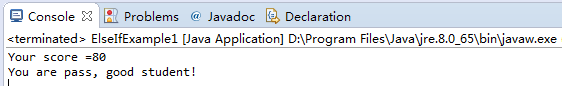 Console Problems @ Javadoc Declaration
<terminated> ElseIfExample1 [Java Application] D:\Program Files\Java\jre.8.0_65\bin\javaw.exe
Your score =80
You are pass, good student!